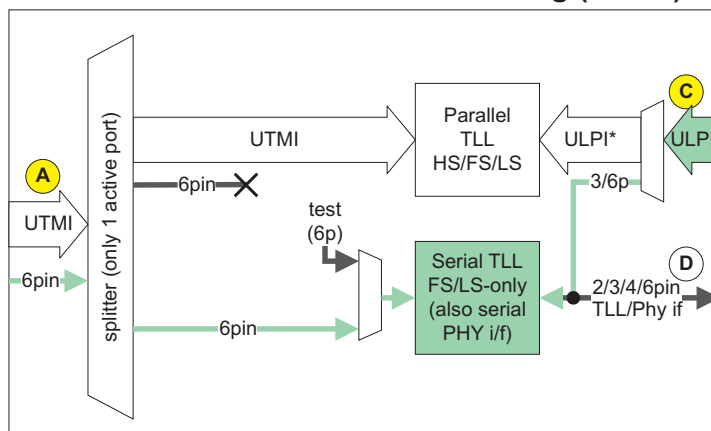 A
UTMI
6pin
splitter (only 1 active port)
UTMI
6pin
test
(6p)
6pin
Parallel
TLL
HS/FS/LS
ULPI*
C
ULP
3/6p
Serial TLL
FS/LS-only
(also serial
PHY i/f)
D
2/3/4/6pin
TLL/Phy if